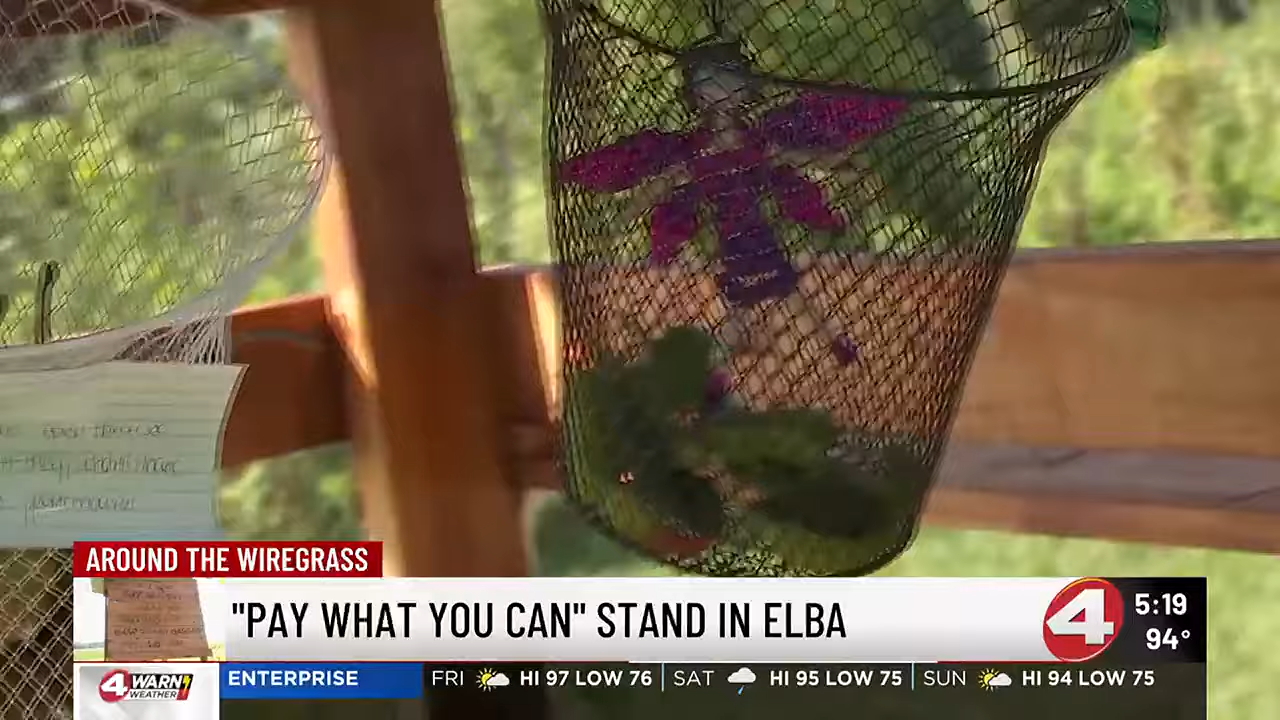 AROUND THE WIREGRASS
"PAY WHAT YOU CAN" STAND IN ELBA
4
5:19
94°
4 WARN
WEATHER
ENTERPRISE
FRI HI 97 LOW 76
SAT HI 95 LOW 75
SUN HI 94 LOW 75